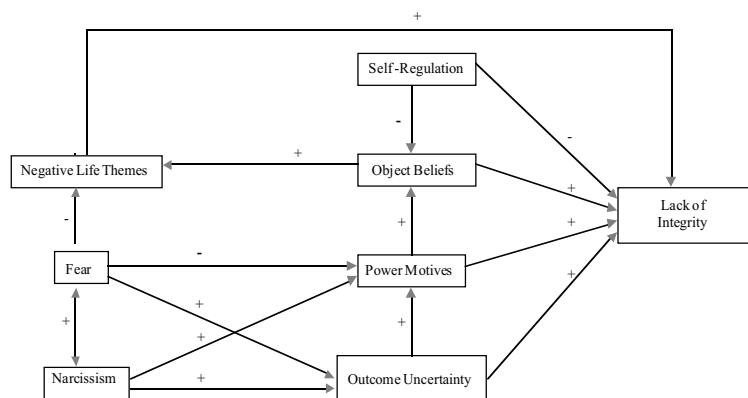 +
Self-Regulation
-
-
+
Negative Life Themes
Object Beliefs
+
Lack of
Integrity
-
+
+
Fear
-
Power Motives
+
+
+
+
+
Narcissism
+
Outcome Uncertainty